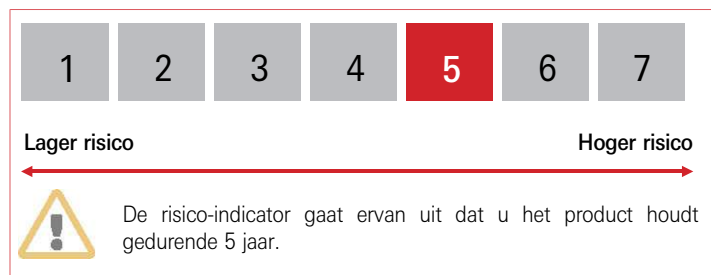 1 2 3 4 5 6 7
Lager risico Hoger risico
De risico-indicator gaat ervan uit dat u het product houdt
gedurende 5 jaar.